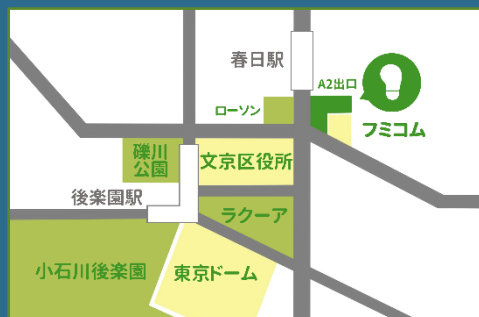 春日駅
A2出口
ローソン
フミコム
礫川
公園
文京区役所
後楽園駅
ラクーア
小石川後楽園
東京ドーム